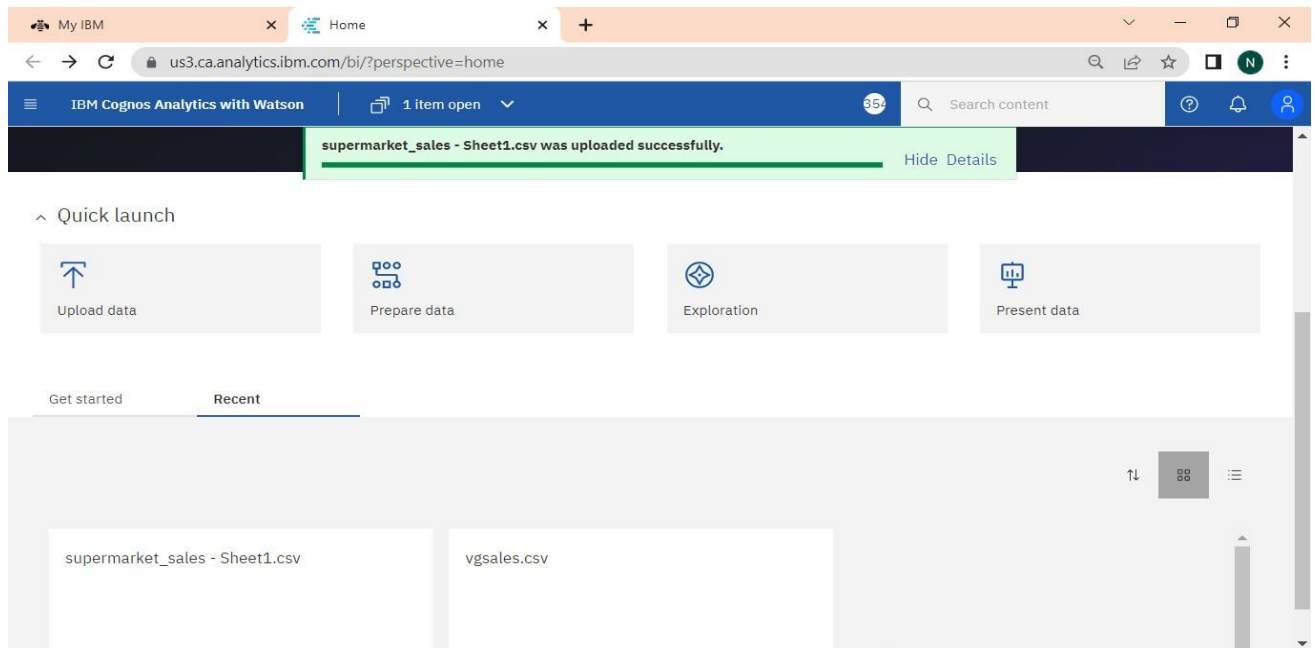 My IBM
Home
us3.ca.analytics.ibm.com/bi/?perspective=home
N
IBM Cognos Analytics with Watson
1 item open
354
Search content
supermarket_sales - Sheet1.csv was uploaded successfully.
Hide Details
Quick launch
Upload data
Prepare data
Exploration
Present data
Get started
Recent
supermarket_sales - Sheet1.csv
vgsales.csv